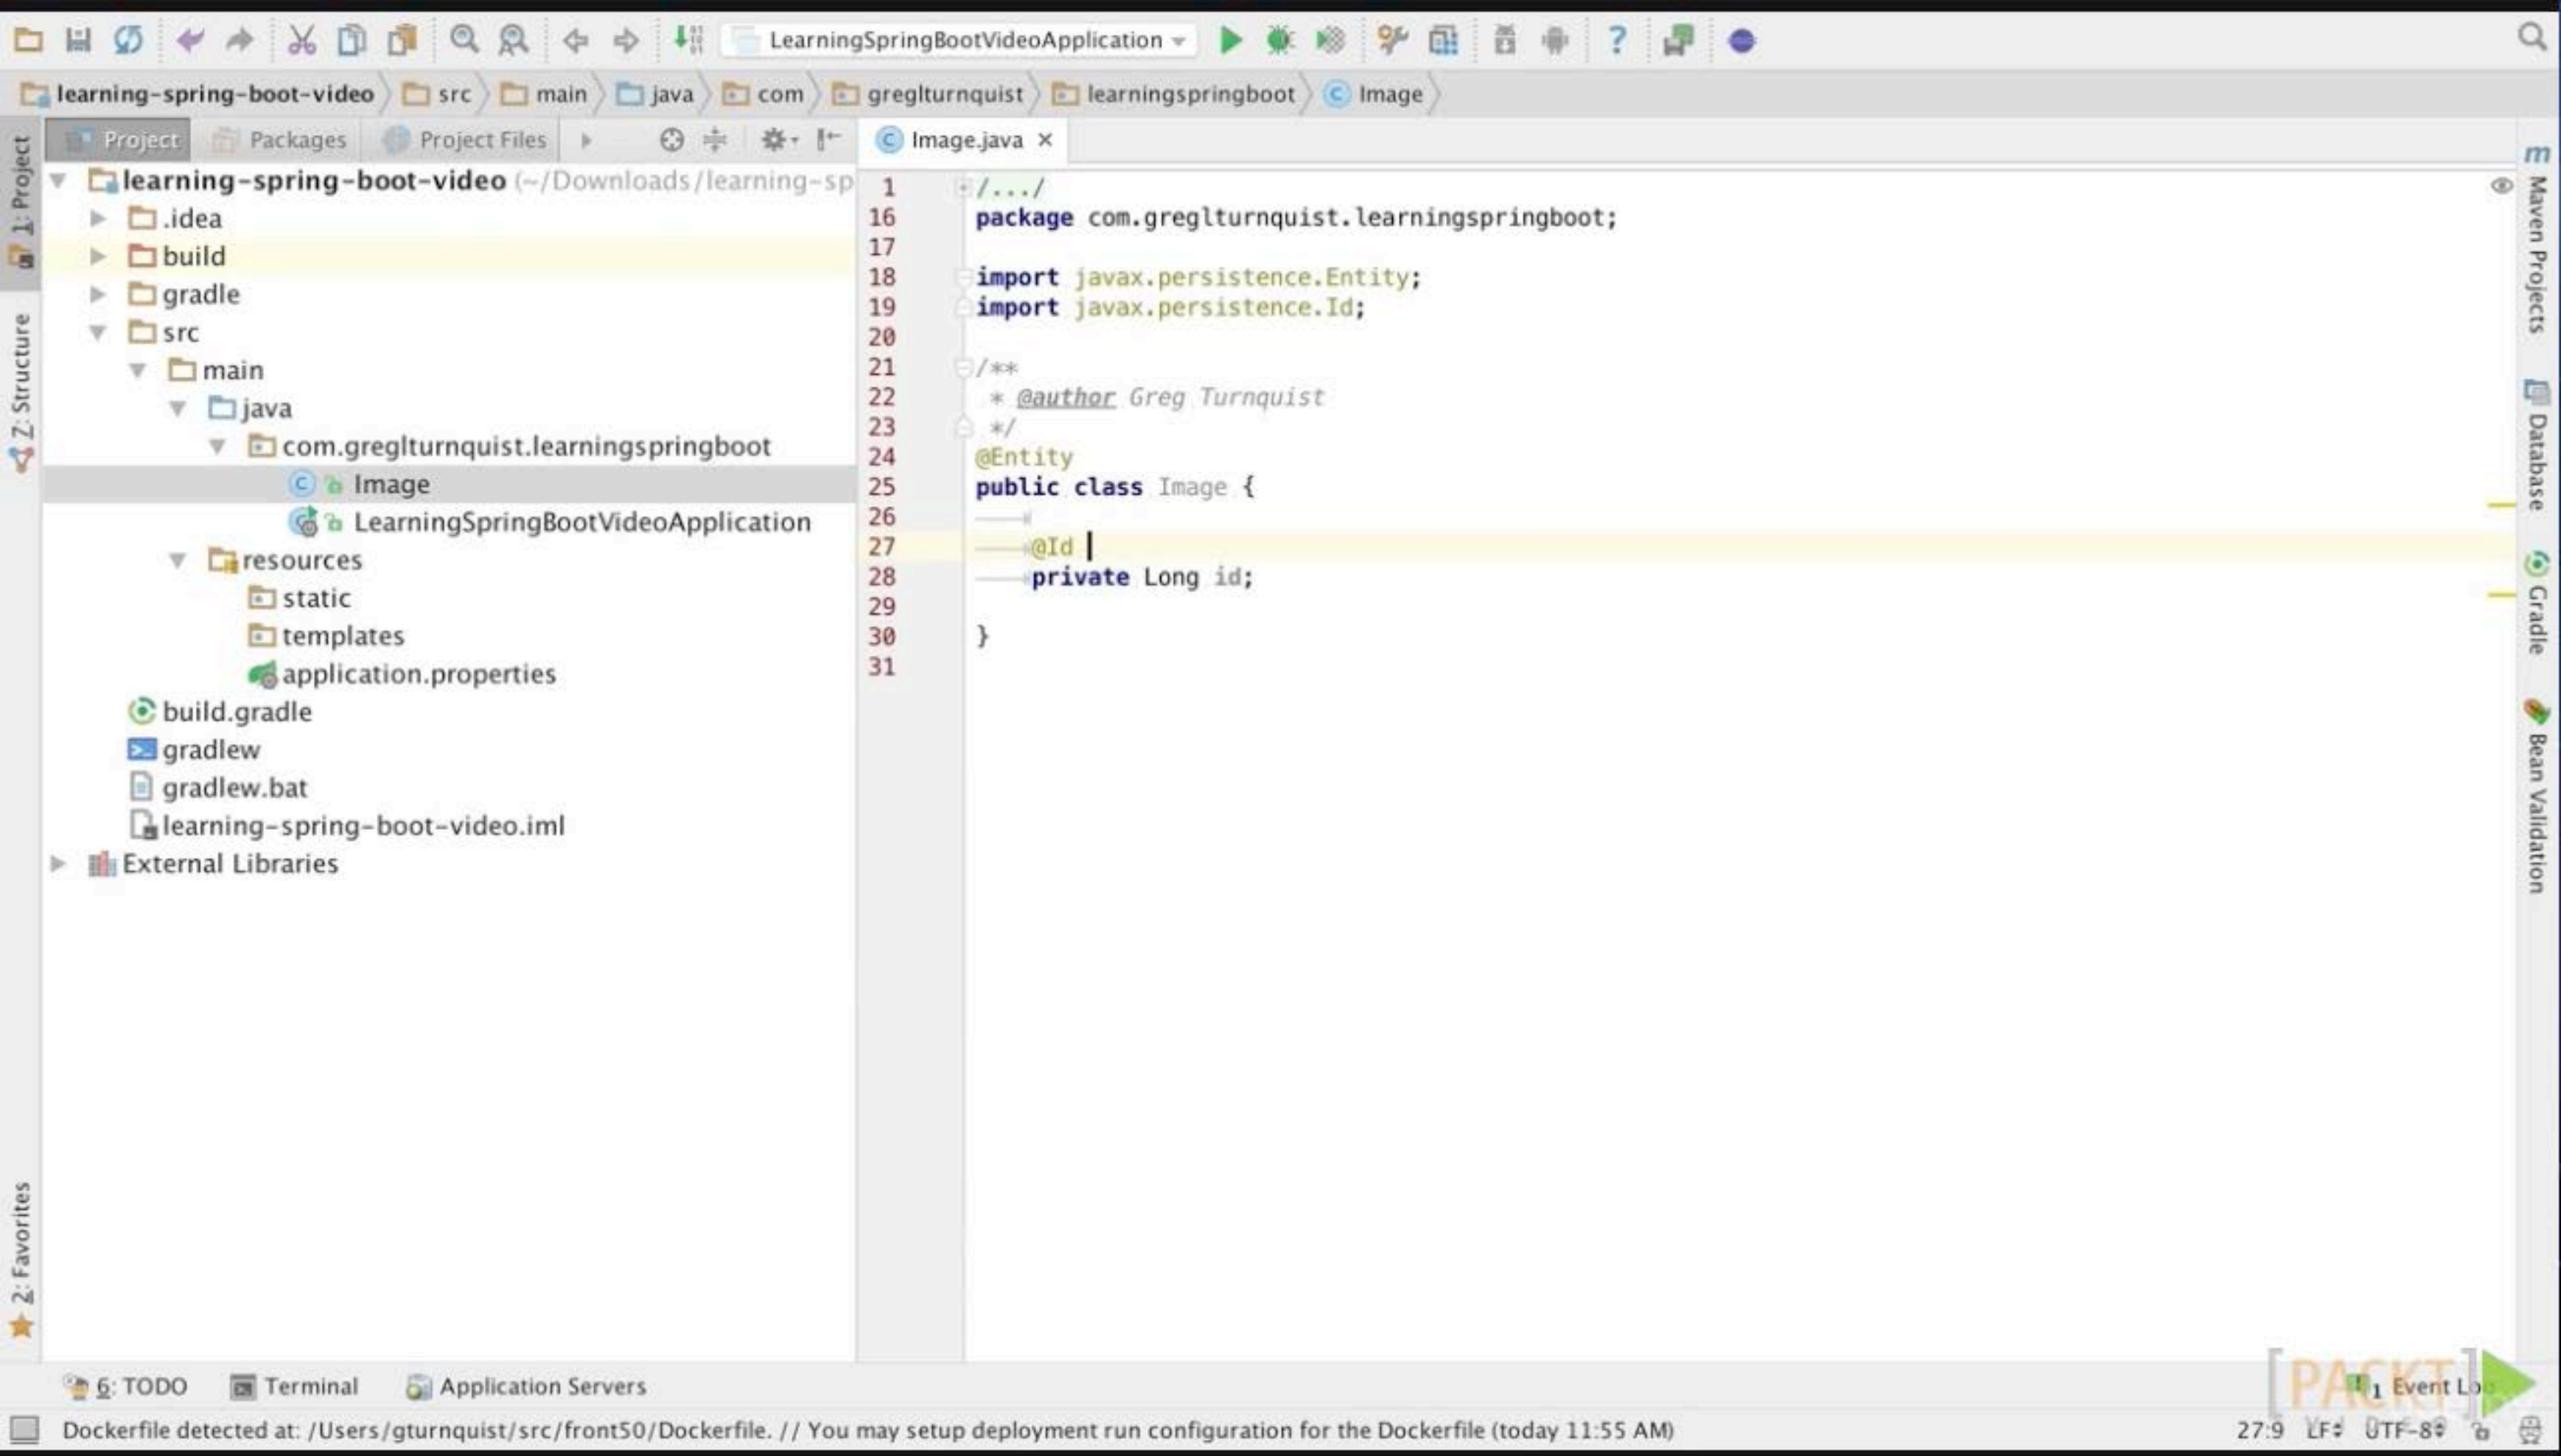 LearningSpringBootVideoApplication
learning-spring-boot-video src main java com greglturnquist learningspringboot Image
1: Project
Z: Structure
2: Favorites
Project Packages Project Files
learning-spring-boot-video (~/Downloads/learning-sp
.idea
build
gradle
src
main
java
com.greglturnquist.learningspringboot
Image
LearningSpringBootVideoApplication
resources
static
templates
application.properties
build.gradle
gradlew
gradlew.bat
learning-spring-boot-video.iml
External Libraries
Image.java
1 /.../
16 package com.greglturnquist.learningspringboot;
17
18 import javax.persistence.Entity;
19 import javax.persistence.Id;
20
21 /**
22 * @author Greg Turnquist
23 */
24 @Entity
25 public class Image {
26
27 @Id
28 private Long id;
29
30 }
31
Maven Projects
Database
Gradle
Bean Validation
6: TODO Terminal Application Servers
[PACKT]
1 Event Lo
Dockerfile detected at: /Users/gturnquist/src/front50/Dockerfile. // You may setup deployment run configuration for the Dockerfile (today 11:55 AM)
27:9 LF UTF-8